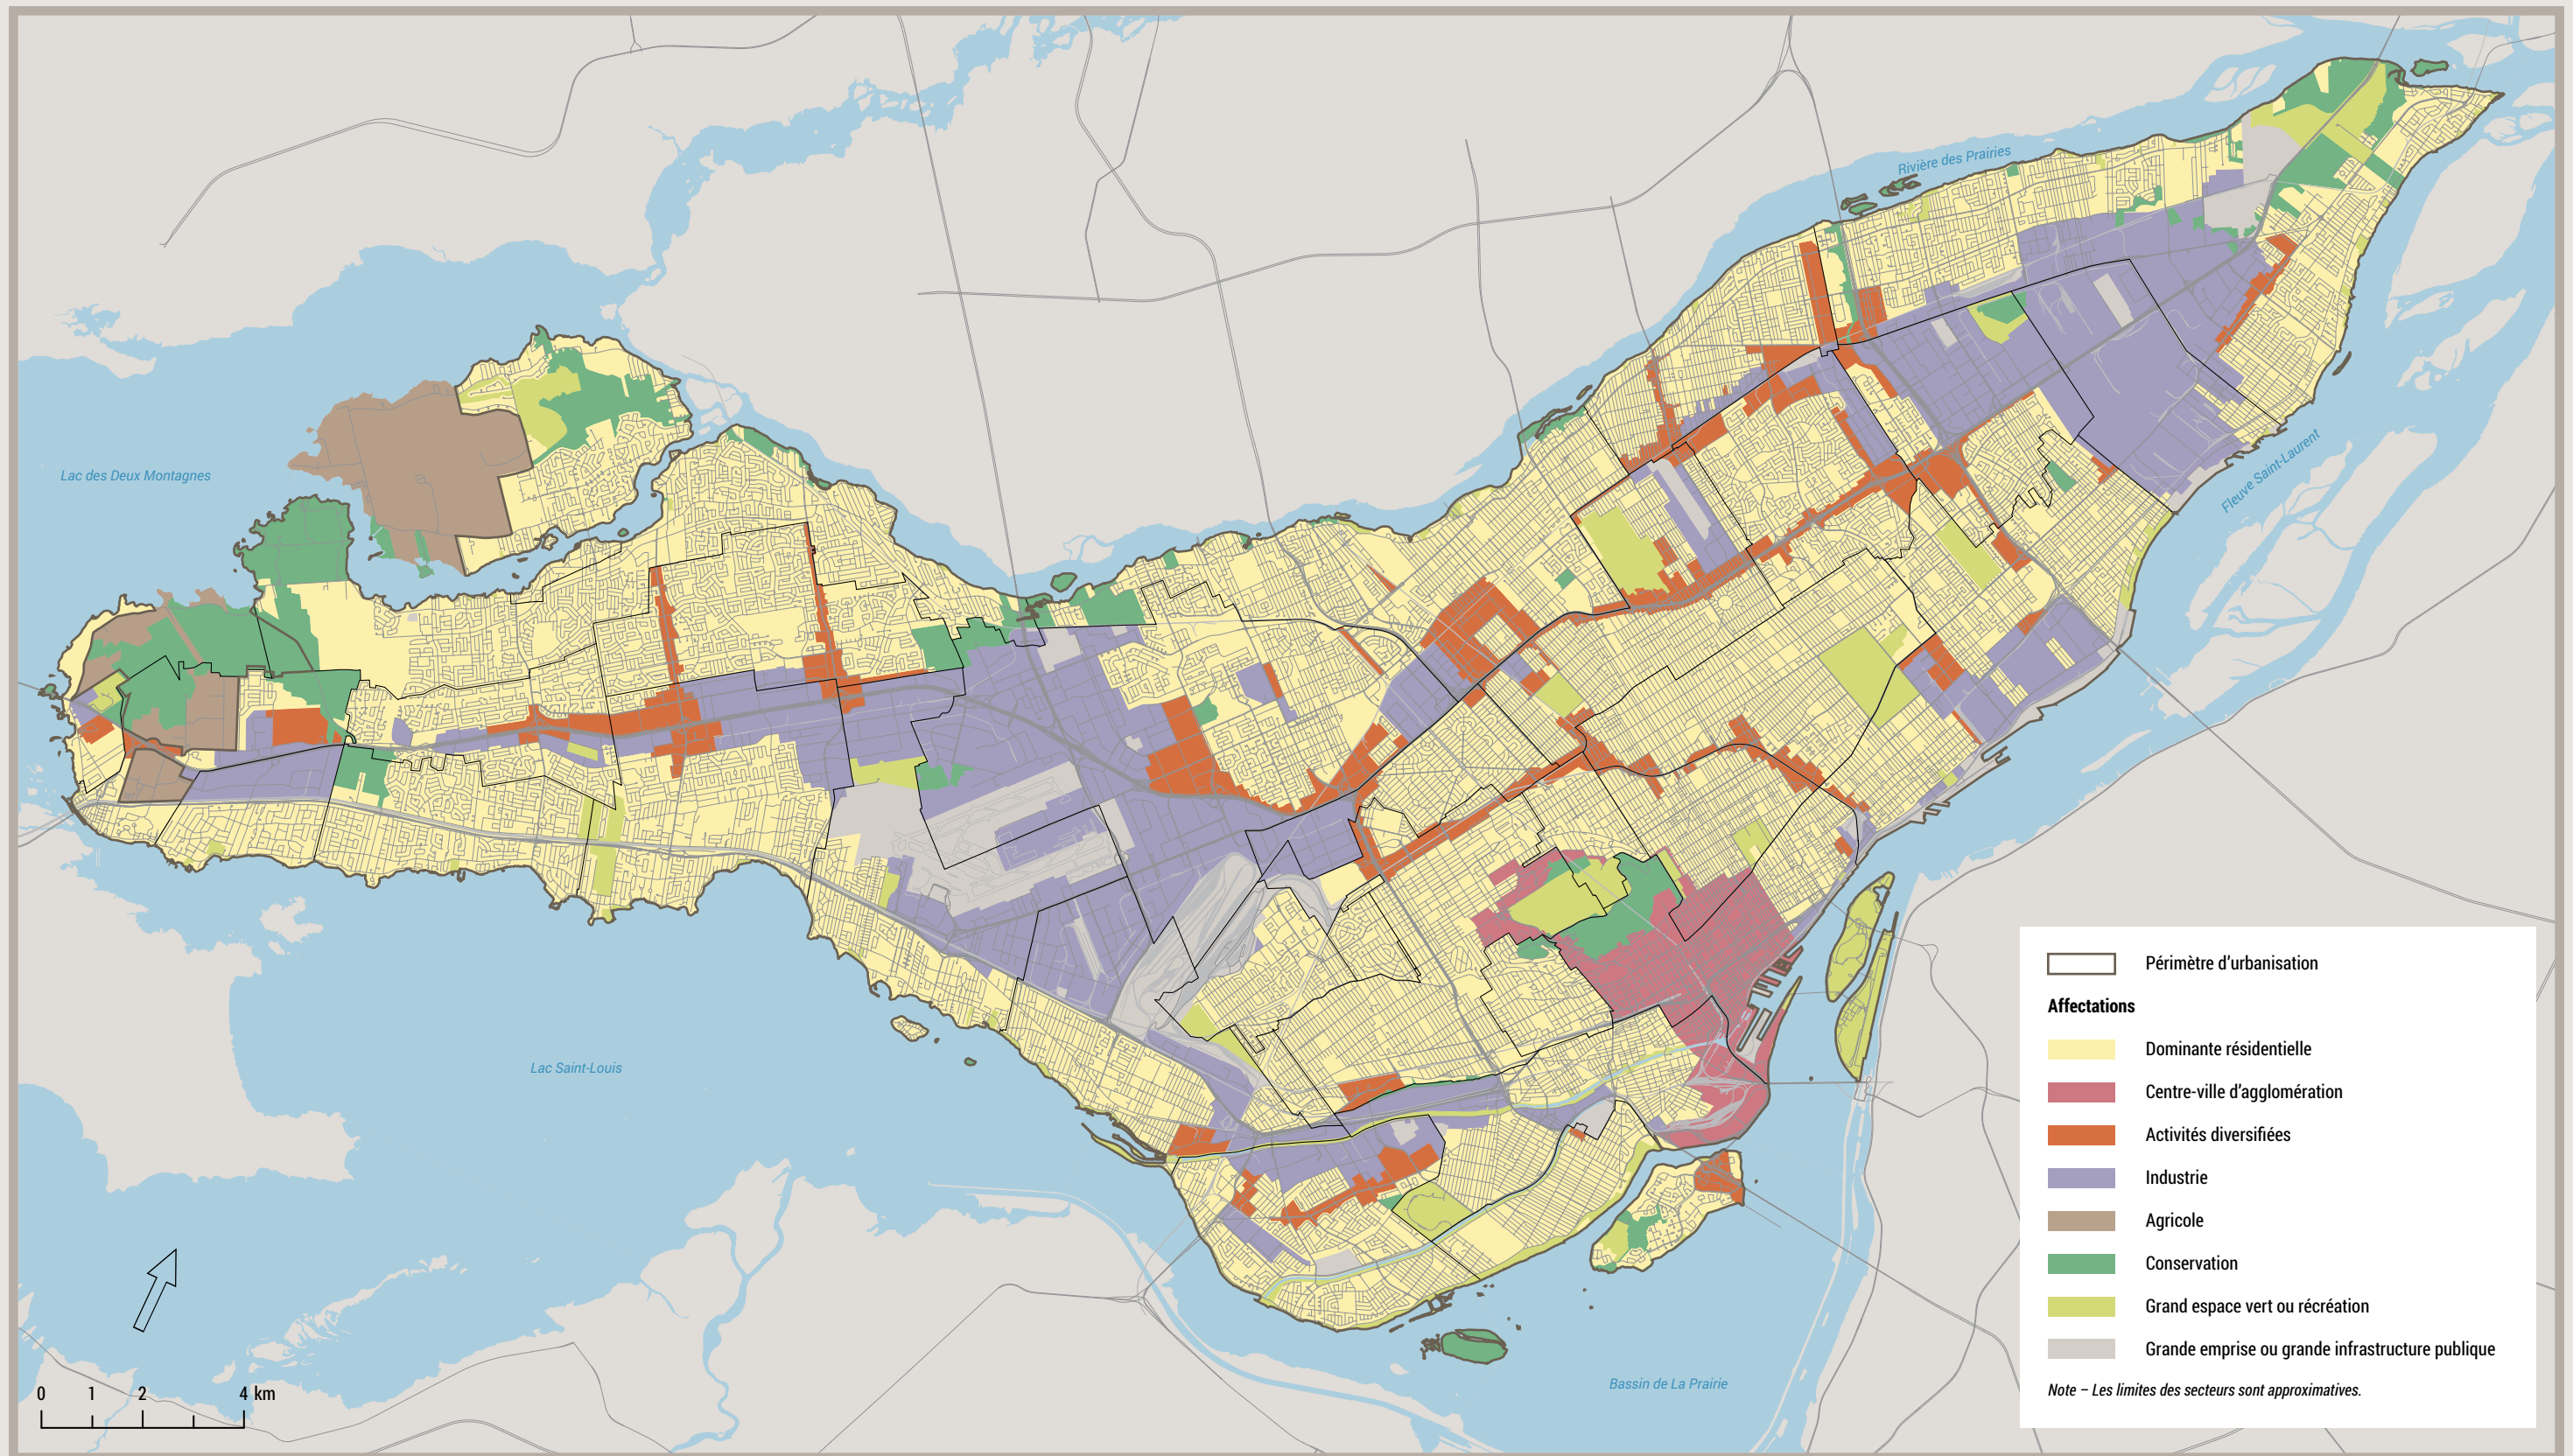 Rivière des Prairies
Lac des Deux Montagnes
Fleuve Saint-Laurent
Lac Saint-Louis
Bassin de La Prairie
0 1 2 4 km
Périmètre d'urbanisation
Affectations
Dominante résidentielle
Centre-ville d'agglomération
Activités diversifiées
Industrie
Agricole
Conservation
Grand espace vert ou récréation
Grande emprise ou grande infrastructure publique
Note – Les limites des secteurs sont approximatives.